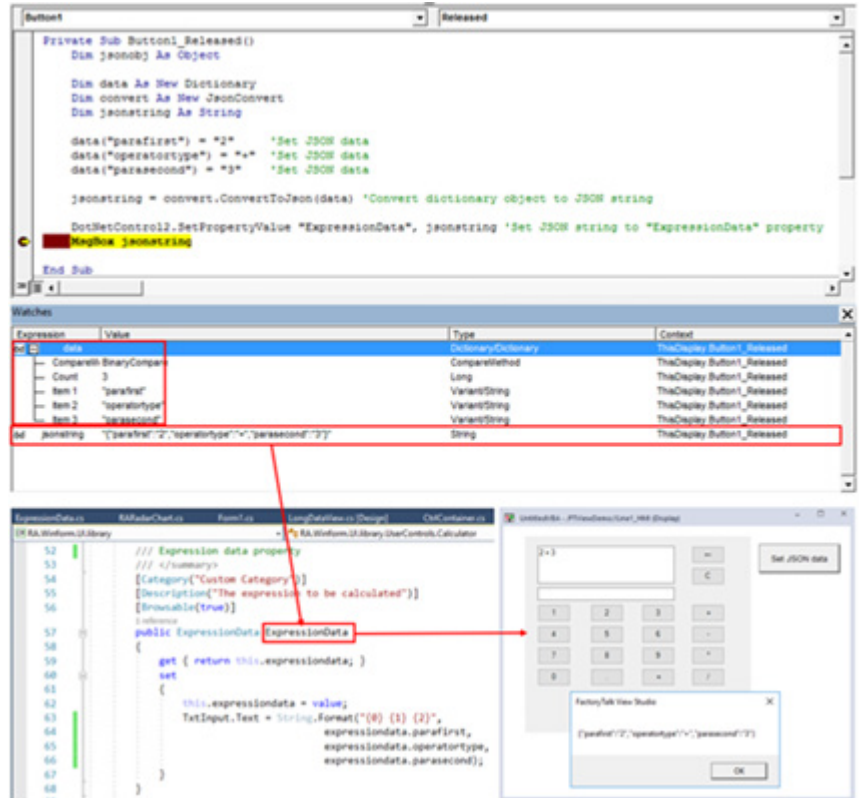 Button1
Released
Private Sub Button1_Released()
Dim jsonobj As Object
Dim data As New Dictionary
Dim convert As New JsonConvert
Dim jsonstring As String
data("parafirst") = "2" 'Set JSON data
data("operatortype") = "+" 'Set JSON data
data("parasecond") = "3" 'Set JSON data
jsonstring = convert.ConvertToJson(data) 'Convert dictionary object to JSON string
DotNetControl2.SetPropertyValue "ExpressionData", jsonstring 'Set JSON string to "ExpressionData" property
MsgBox jsonstring
End Sub
Watches
Expression Value Type Context
data Dictionary/Dictionary ThisDisplay.Button1_Released
CompareM BinaryCompare CompareMethod ThisDisplay.Button1_Released
Count 3 Long ThisDisplay.Button1_Released
Item 1 "parafirst" Variant/String ThisDisplay.Button1_Released
Item 2 "operatortype" Variant/String ThisDisplay.Button1_Released
Item 3 "parasecond" Variant/String ThisDisplay.Button1_Released
jsonstring "{"parafirst":"2","operatortype":"+","parasecond":"3"}" String ThisDisplay.Button1_Released
ExpressionData.cs RARadarChart.cs Form1.cs LongDataView.cs [Design] CtrlContainer.cs
RA.Winform.UI.library RA.Winform.UI.library.UserControls.Calculator
52 /// Expression data property
53 /// </summary>
54 [Category("Custom Category")]
55 [Description("The expression to be calculated")]
56 [Browsable(true)]
57 public ExpressionData ExpressionData
58 {
59 get { return this.expressiondata; }
60 set
61 {
62 this.expressiondata = value;
63 TxtInput.Text = String.Format("{0} {1} {2}",
64 expressiondata.parafirst,
65 expressiondata.operatortype,
66 expressiondata.parasecond);
67 }
68 }
(Display)
2+3
Set JSON data
C
1 2 3 +
4 5 6 -
7 8 9 *
0 . = /
FactoryTalk View Studio
{"parafirst":"2","operatortype":"+","parasecond":"3"}
OK